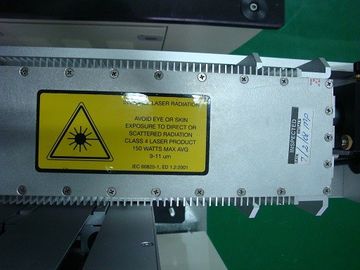 LASER RADIATION
AVOID EYE OR SKIN
EXPOSURE TO DIRECT OR
SCATTERED RADIATION
CLASS 4 LASER PRODUCT
150 WATTS MAX AVG
9-11 um
IEC 60825-1, ED 1.2:2001
INSPECTED